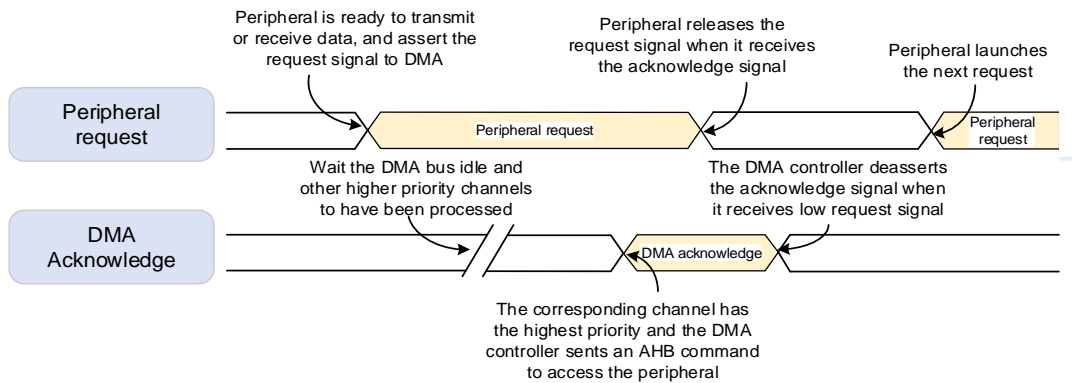 Peripheral is ready to transmit
or receive data, and assert the
request signal to DMA
Peripheral releases the
request signal when it receives
the acknowledge signal
Peripheral launches
the next request
Peripheral
request
Peripheral request
Peripheral
request
Wait the DMA bus idle and
other higher priority channels
to have been processed
The DMA controller deasserts
the acknowledge signal when
it receives low request signal
DMA
Acknowledge
DMA acknowledge
The corresponding channel has
the highest priority and the DMA
controller sents an AHB command
to access the peripheral